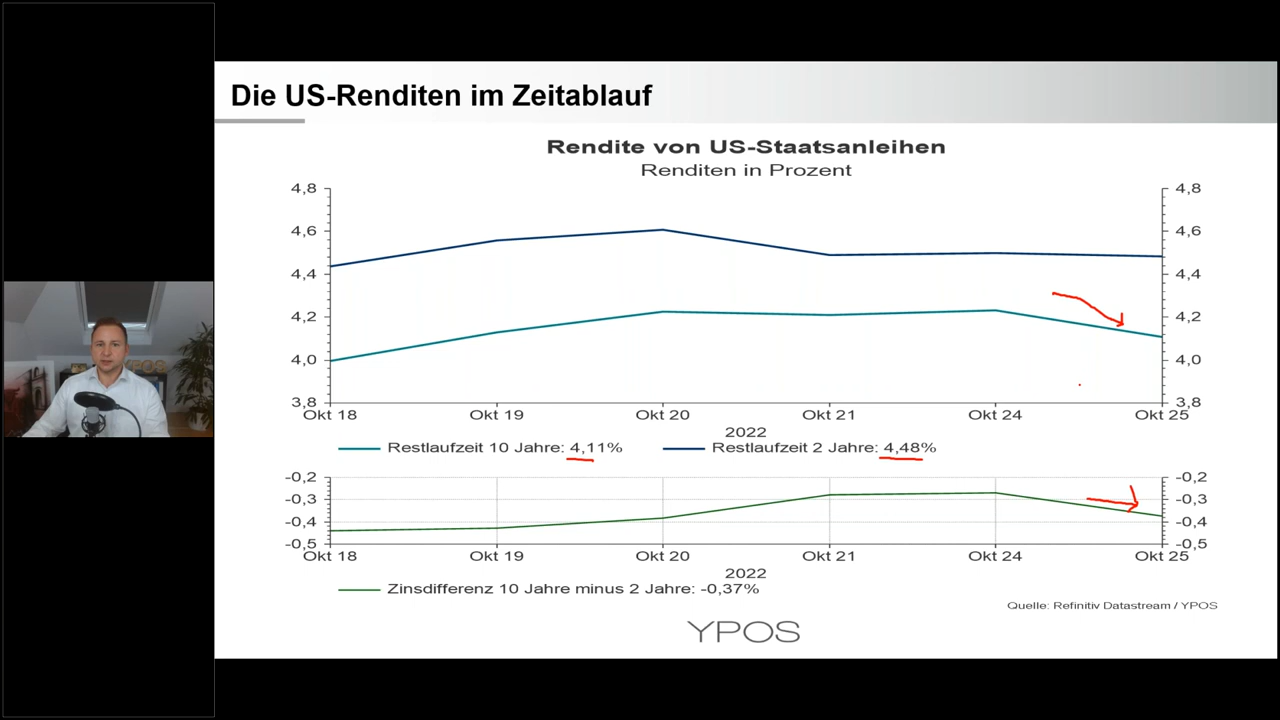 Die US-Renditen im Zeitablauf
Rendite von US-Staatsanleihen
Renditen in Prozent
4,8 4,8
4,6 4,6
4,4 4,4
4,2 4,2
4,0 4,0
3,8 3,8
Okt 18 Okt 19 Okt 20 Okt 21 Okt 24 Okt 25
2022
Restlaufzeit 10 Jahre: 4,11% Restlaufzeit 2 Jahre: 4,48%
-0,2 -0,2
-0,3 -0,3
-0,4 -0,4
-0,5 -0,5
Okt 18 Okt 19 Okt 20 Okt 21 Okt 24 Okt 25
2022
Zinsdifferenz 10 Jahre minus 2 Jahre: -0,37%
Quelle: Refinitiv Datastream / YPOS
YPOS
YPOS